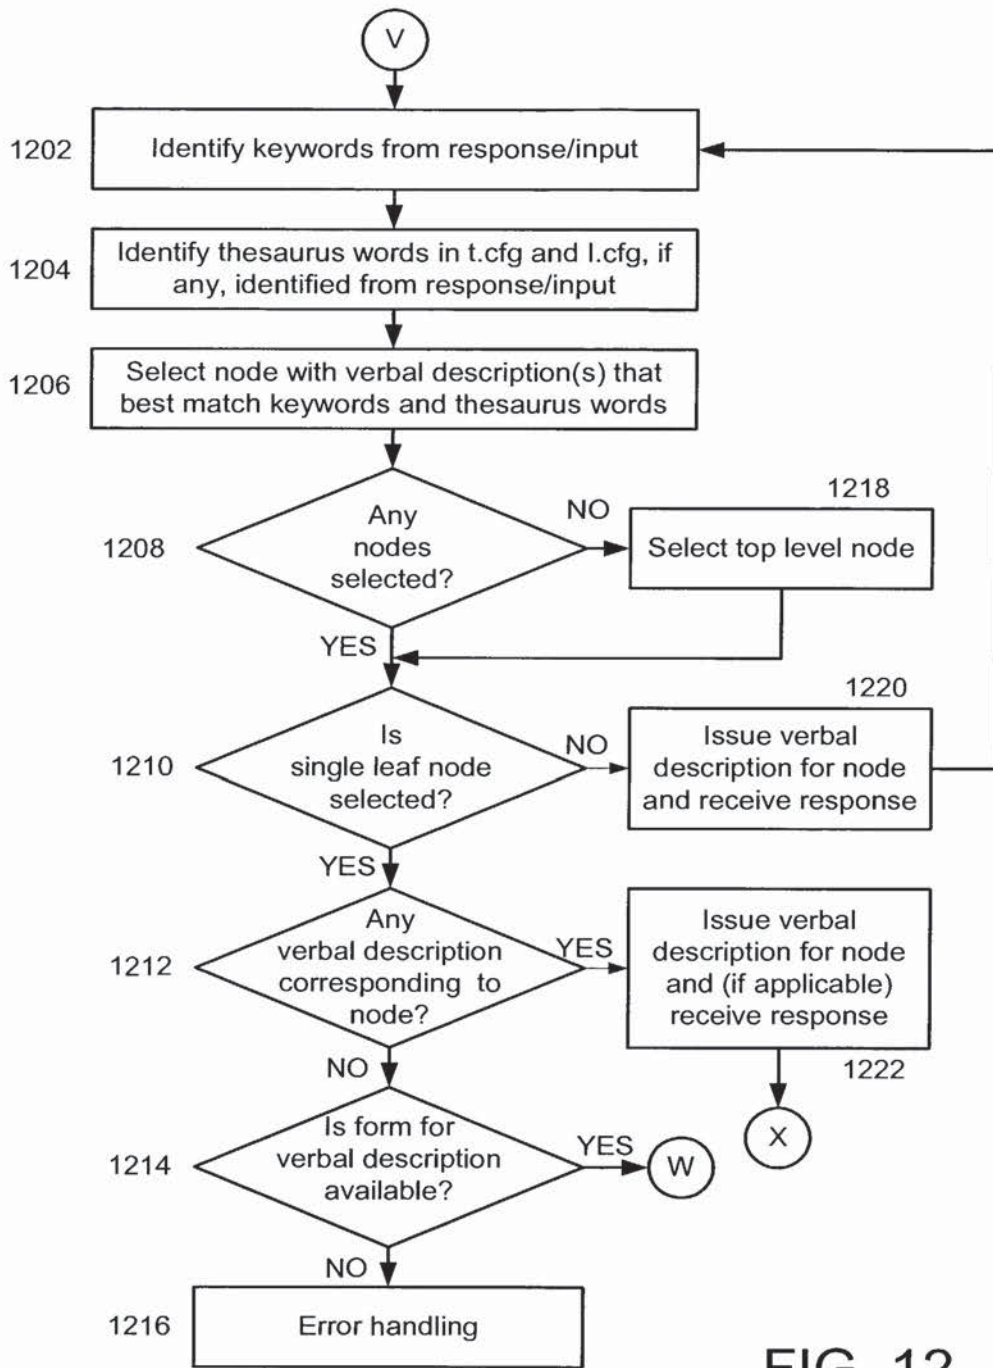 V
1202
Identify keywords from response/input
1204
Identify thesaurus words in t.cfg and I.cfg, if
any, identified from response/input
1206
Select node with verbal description(s) that
best match keywords and thesaurus words
1208
Any
nodes
selected?
NO
1218
Select top level node
YES
1210
Is
single leaf node
selected?
NO
1220
Issue verbal
description for node
and receive response
YES
1212
Any
verbal description
corresponding to
node?
YES
Issue verbal
description for node
and (if applicable)
receive response
1222
X
NO
1214
Is form for
verbal description
available?
YES
W
NO
1216
Error handling
FIG. 12